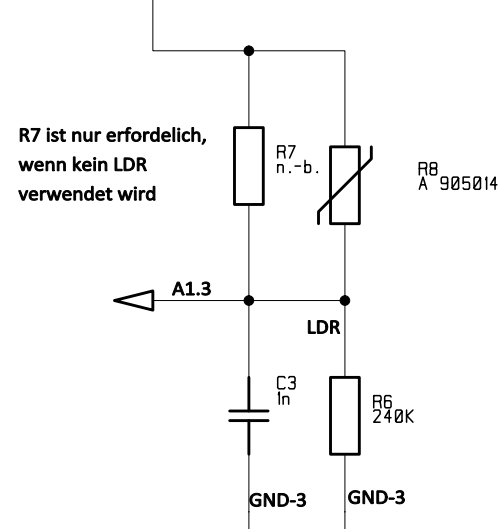 R7 ist nur erfordelich,
wenn kein LDR
verwendet wird
R7
n.-b.
R8
A 905014
A1.3
LDR
C3
1n
R6
240K
GND-3
GND-3